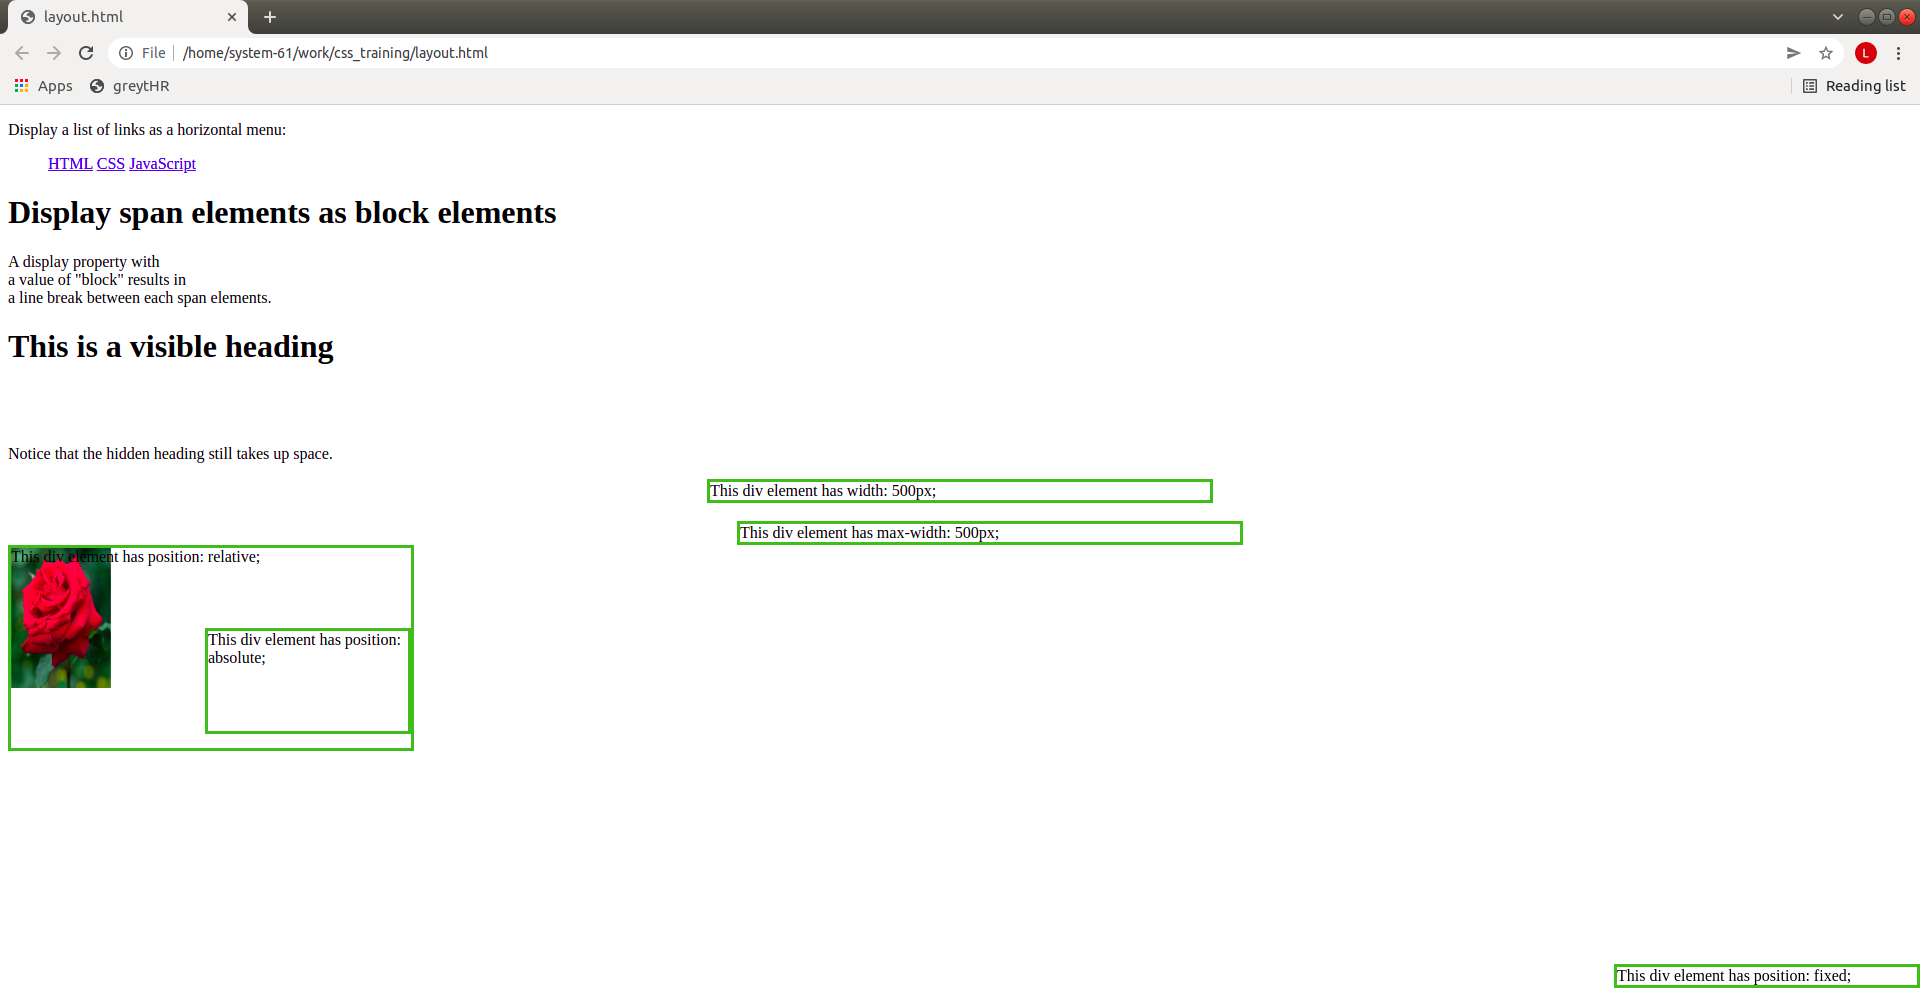 layout.html
File /home/system-61/work/css_training/layout.html
L
Apps greytHR Reading list
Display a list of links as a horizontal menu:
HTML CSS JavaScript
Display span elements as block elements
A display property with
a value of "block" results in
a line break between each span elements.
This is a visible heading
Notice that the hidden heading still takes up space.
This div element has width: 500px;
This div element has max-width: 500px;
This div element has position: relative;
This div element has position:
absolute;
This div element has position: fixed;